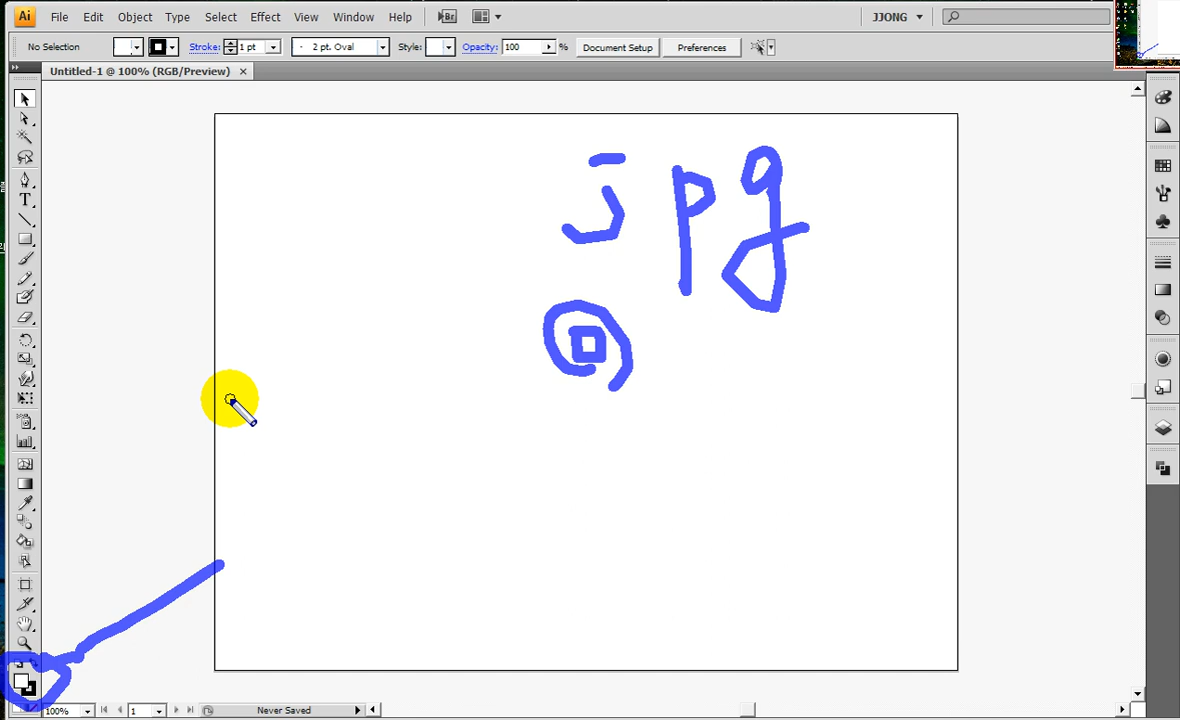 Ai File Edit Object Type Select Effect View Window Help Br JJONG
No Selection Stroke: 1 pt 2 pt. Oval Style: Opacity: 100 % Document Setup Preferences
Untitled-1 @ 100% (RGB/Preview) ×
jpg
100% 1 Never Saved